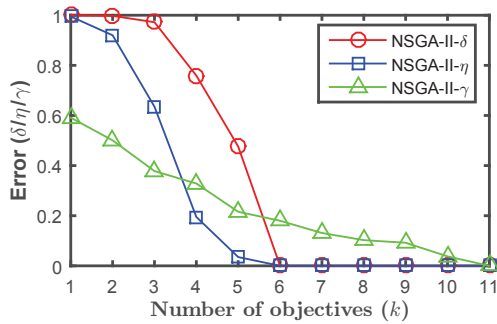 Error (δ/η/γ)
1
0.8
0.6
0.4
0.2
0
NSGA-II-δ
NSGA-II-η
NSGA-II-γ
1 2 3 4 5 6 7 8 9 10 11
Number of objectives (k)